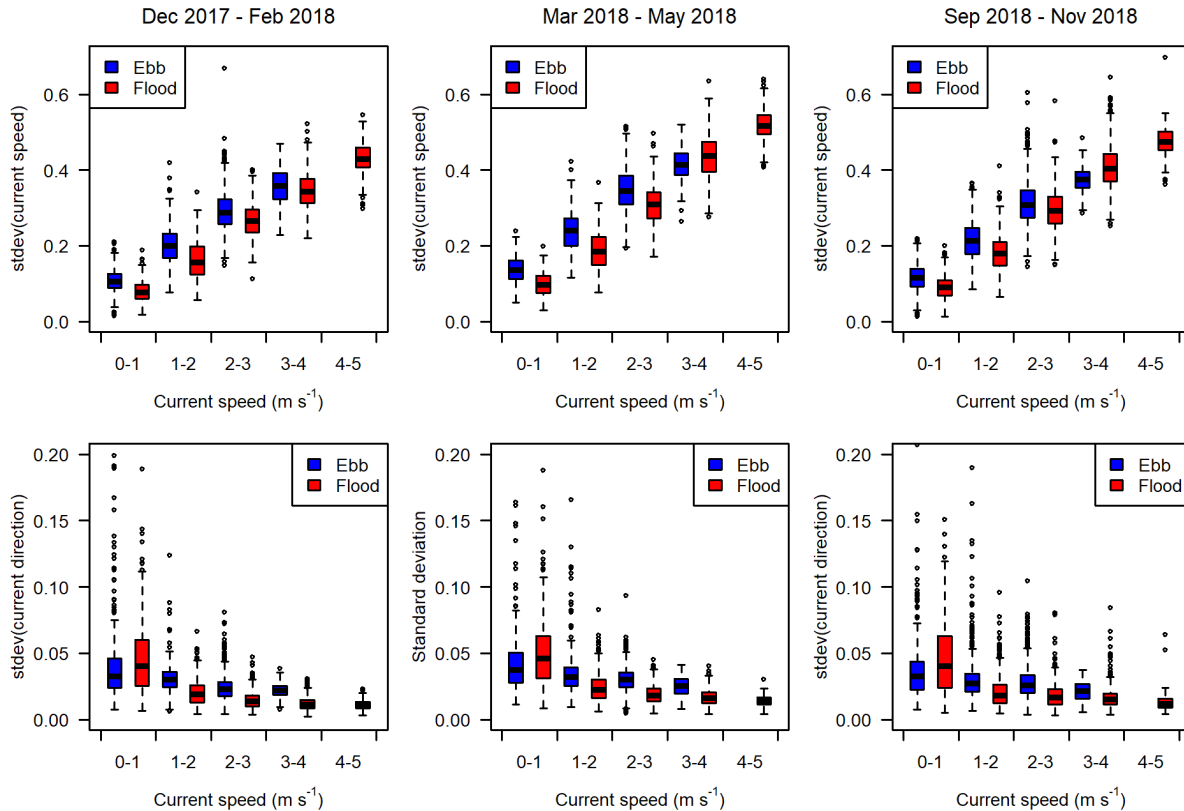 Dec 2017 - Feb 2018
Mar 2018 - May 2018
Sep 2018 - Nov 2018
stdev(current speed)
0.6
0.4
0.2
0.0
Ebb
Flood
0-1 1-2 2-3 3-4 4-5
Current speed (m s⁻¹)
stdev(current speed)
0.6
0.4
0.2
0.0
Ebb
Flood
0-1 1-2 2-3 3-4 4-5
Current speed (m s⁻¹)
stdev(current speed)
0.6
0.4
0.2
0.0
Ebb
Flood
0-1 1-2 2-3 3-4 4-5
Current speed (m s⁻¹)
stdev(current direction)
0.20
0.15
0.10
0.05
0.00
Ebb
Flood
0-1 1-2 2-3 3-4 4-5
Current speed (m s⁻¹)
Standard deviation
0.20
0.15
0.10
0.05
0.00
Ebb
Flood
0-1 1-2 2-3 3-4 4-5
Current speed (m s⁻¹)
stdev(current direction)
0.20
0.15
0.10
0.05
0.00
Ebb
Flood
0-1 1-2 2-3 3-4 4-5
Current speed (m s⁻¹)